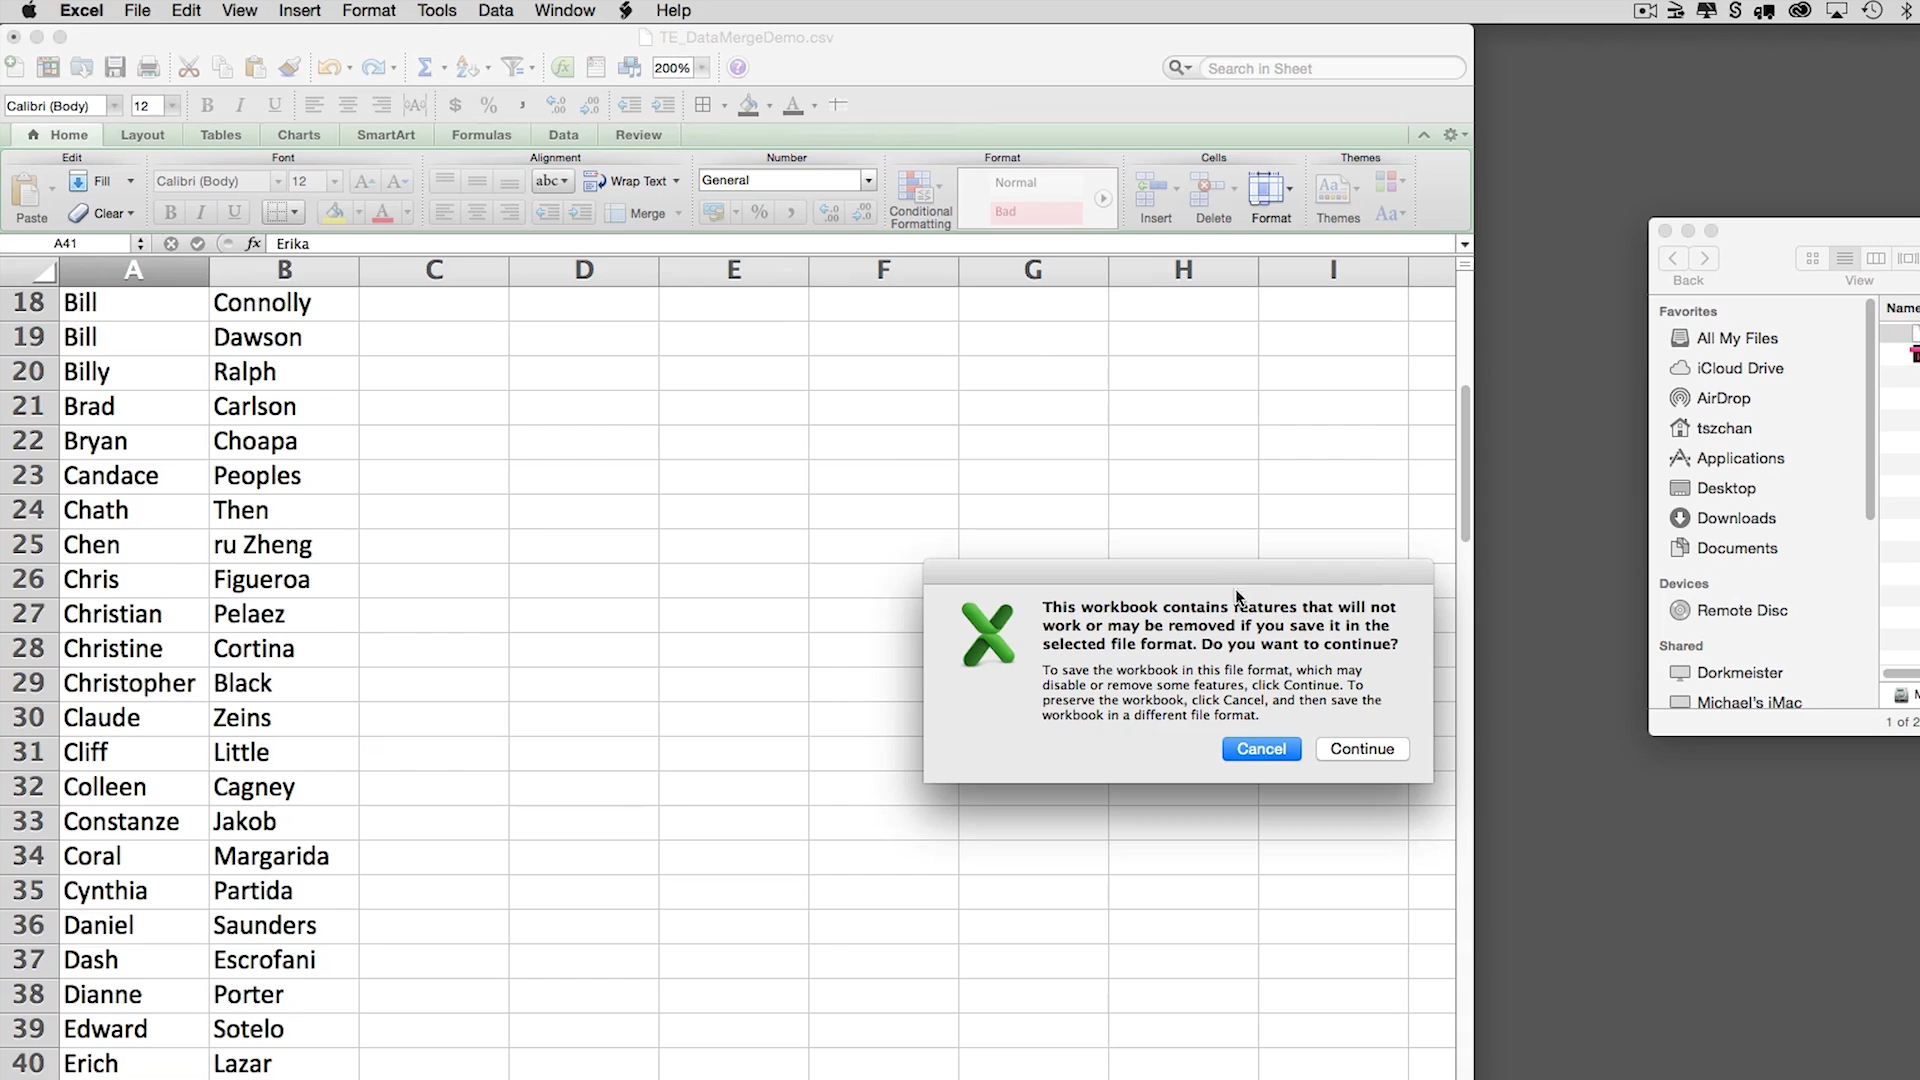 Excel File Edit View Insert Format Tools Data Window Help
TE_DataMergeDemo.csv
200% Search in Sheet
Calibri (Body) 12 B I U $ %
Home Layout Tables Charts SmartArt Formulas Data Review
Edit Font Alignment Number Format Cells Themes
Fill Calibri (Body) 12 A A abc Wrap Text General Normal
Paste Clear B I U A Merge % Bad Conditional Formatting Insert Delete Format Themes Aa
A41 fx Erika
A B C D E F G H I
18 Bill Connolly
19 Bill Dawson
20 Billy Ralph
21 Brad Carlson
22 Bryan Choapa
23 Candace Peoples
24 Chath Then
25 Chen ru Zheng
26 Chris Figueroa
27 Christian Pelaez
28 Christine Cortina
29 Christopher Black
30 Claude Zeins
31 Cliff Little
32 Colleen Cagney
33 Constanze Jakob
34 Coral Margarida
35 Cynthia Partida
36 Daniel Saunders
37 Dash Escrofani
38 Dianne Porter
39 Edward Sotelo
40 Erich Lazar
This workbook contains features that will not
work or may be removed if you save it in the
selected file format. Do you want to continue?
To save the workbook in this file format, which may
disable or remove some features, click Continue. To
preserve the workbook, click Cancel, and then save the
workbook in a different file format.
Cancel Continue
Back View
Favorites Name
All My Files
iCloud Drive
AirDrop
tszchan
Applications
Desktop
Downloads
Documents
Devices
Remote Disc
Shared
Dorkmeister
Michael's iMac
1 of 2